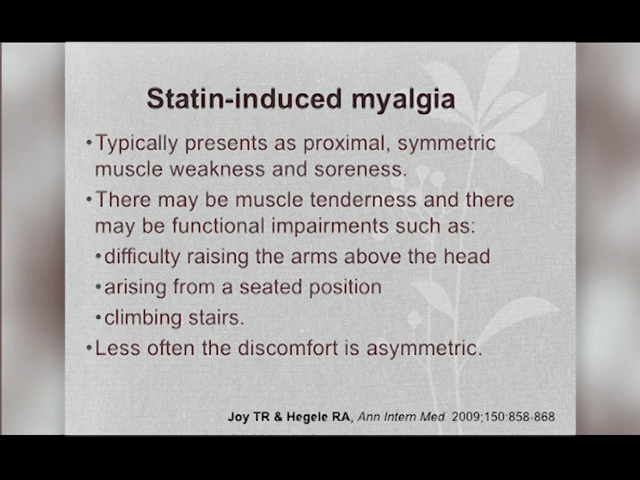 Statin-induced myalgia
•Typically presents as proximal, symmetric
muscle weakness and soreness.
•There may be muscle tenderness and there
may be functional impairments such as:
•difficulty raising the arms above the head
•arising from a seated position
•climbing stairs.
•Less often the discomfort is asymmetric.
Joy TR & Hegele RA, Ann Intern Med 2009;150:858-868